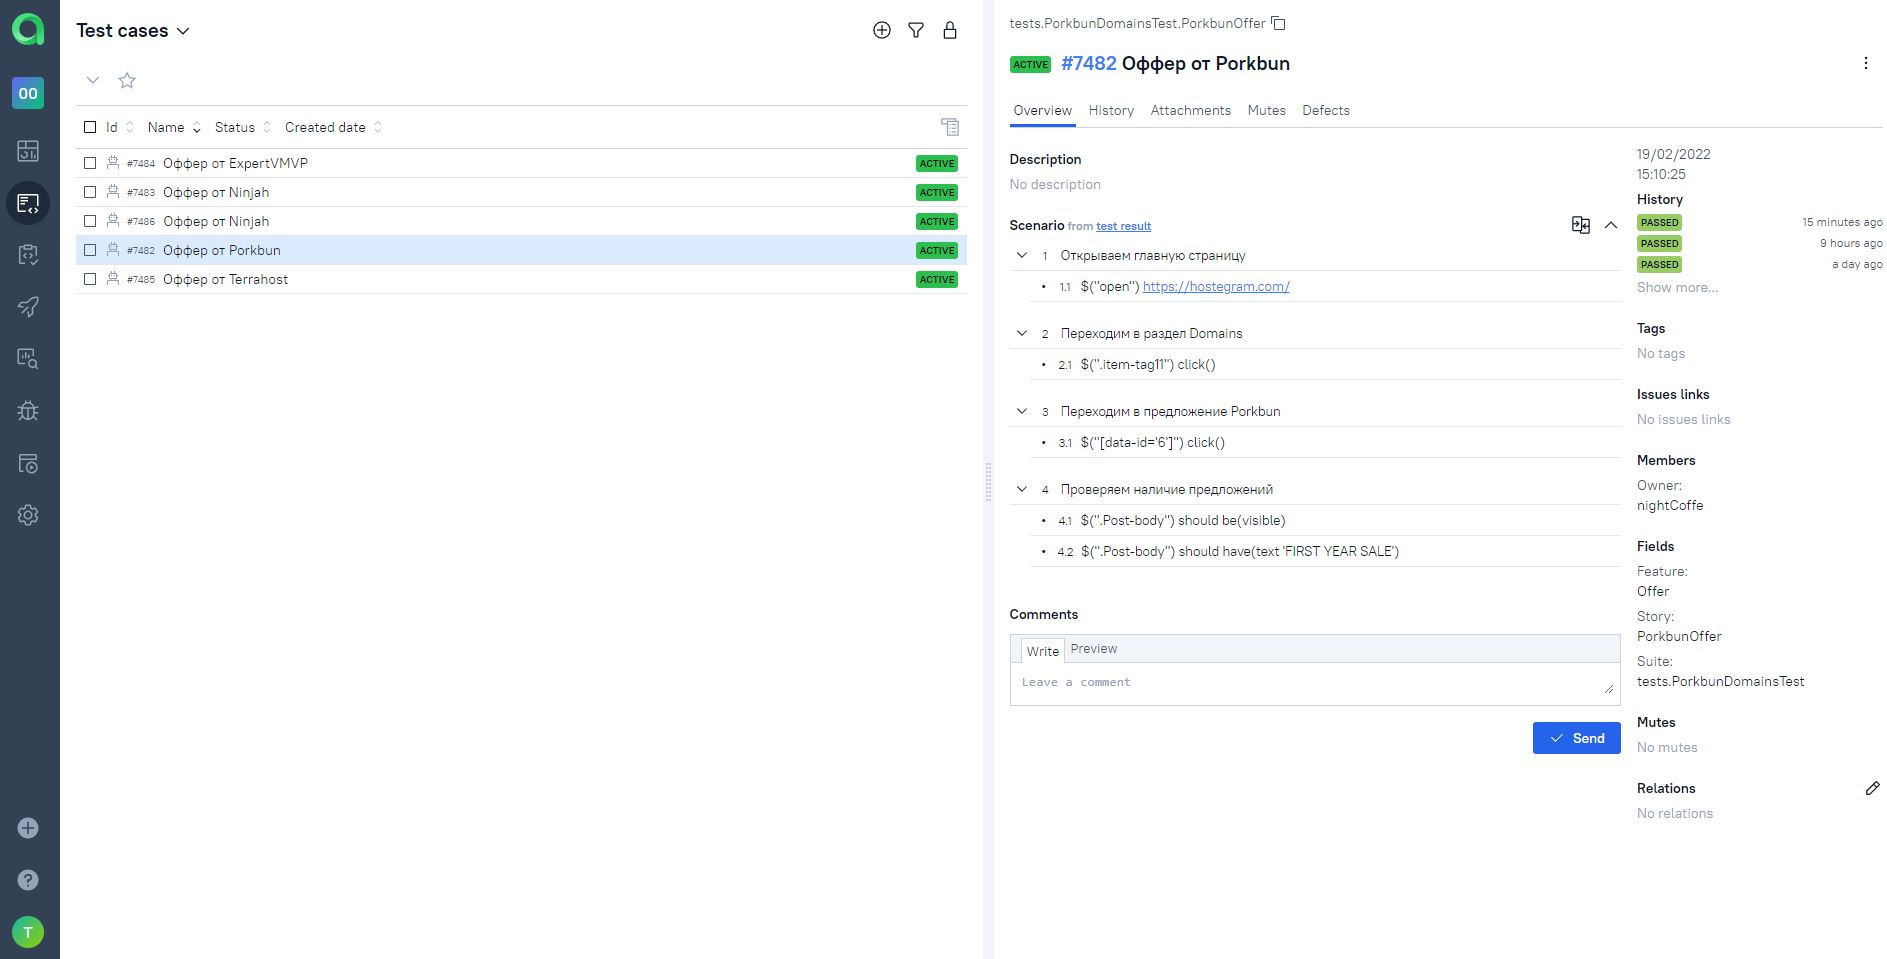 Test cases
OO
Id Name Status Created date
#7484 Оффер от ExpertVMVP ACTIVE
#7483 Оффер от Ninjah ACTIVE
#7486 Оффер от Ninjah ACTIVE
#7482 Оффер от Porkbun ACTIVE
#7485 Оффер от Terrahost ACTIVE
T
tests.PorkbunDomainsTest.PorkbunOffer
ACTIVE #7482 Оффер от Porkbun
Overview History Attachments Mutes Defects
Description
No description
Scenario from test result
1 Открываем главную страницу
1.1 $("open") https://hostegram.com/
2 Переходим в раздел Domains
2.1 $(".item-tag11") click()
3 Переходим в предложение Porkbun
3.1 $("[data-id='6']") click()
4 Проверяем наличие предложений
4.1 $(".Post-body") should be(visible)
4.2 $(".Post-body") should have(text 'FIRST YEAR SALE')
Comments
Write Preview
Leave a comment
Send
19/02/2022
15:10:25
History
PASSED 15 minutes ago
PASSED 9 hours ago
PASSED a day ago
Show more...
Tags
No tags
Issues links
No issues links
Members
Owner:
nightCoffe
Fields
Feature:
Offer
Story:
PorkbunOffer
Suite:
tests.PorkbunDomainsTest
Mutes
No mutes
Relations
No relations